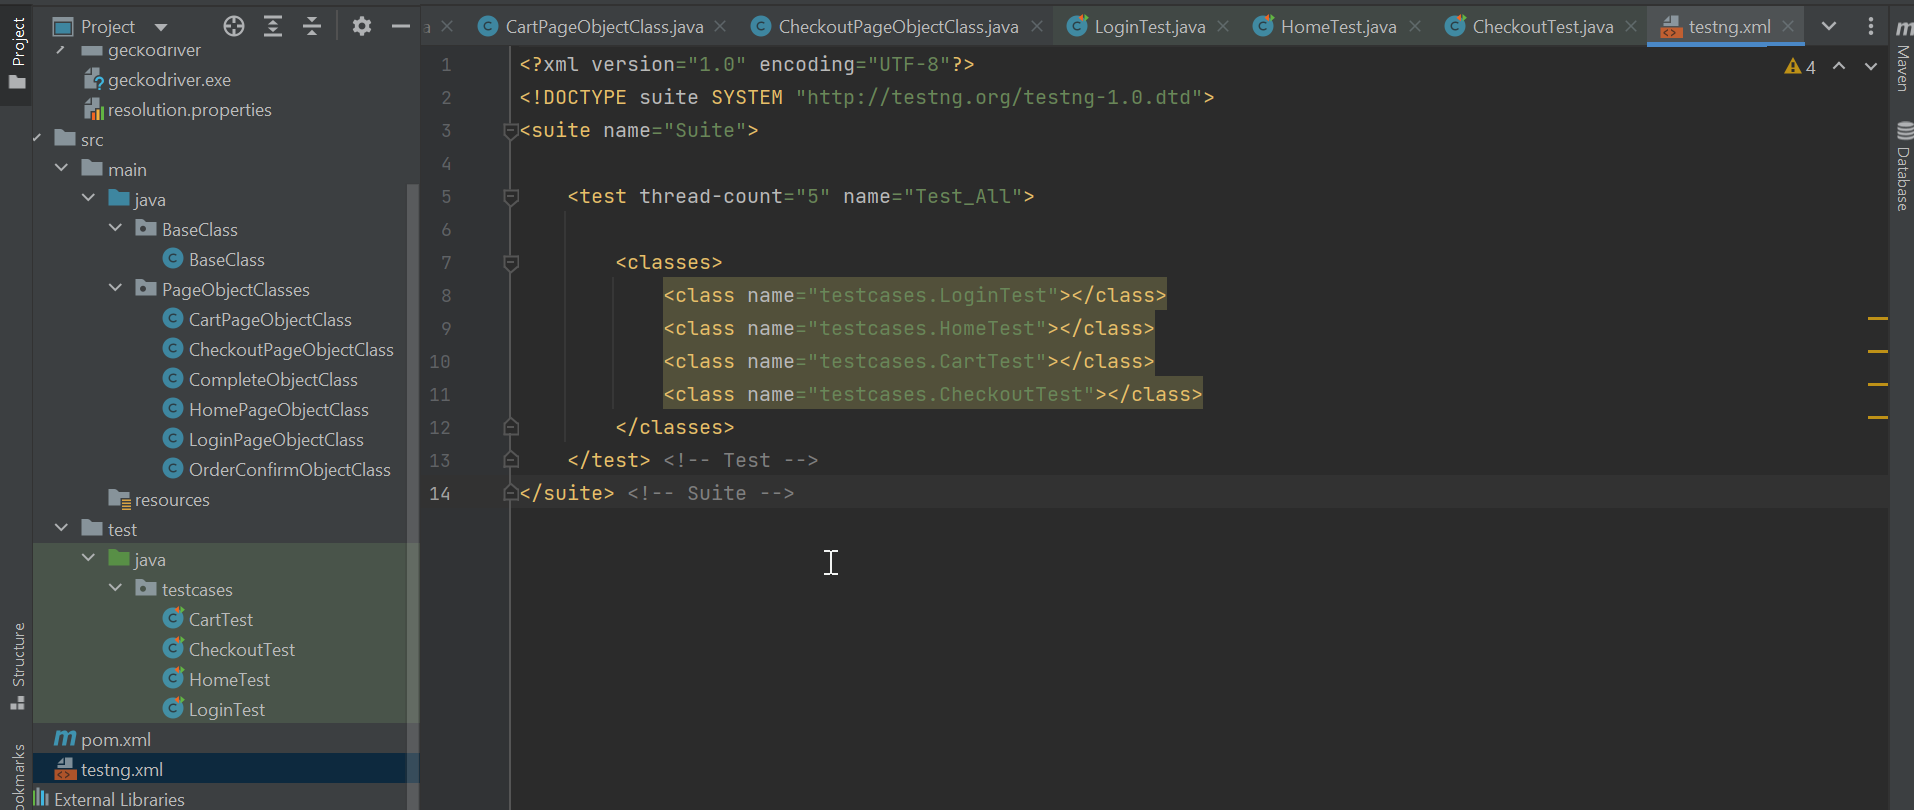 Project
a
CartPageObjectClass.java
CheckoutPageObjectClass.java
LoginTest.java
HomeTest.java
CheckoutTest.java
testng.xml
Project
geckodriver
geckodriver.exe
resolution.properties
src
main
java
BaseClass
BaseClass
PageObjectClasses
CartPageObjectClass
CheckoutPageObjectClass
CompleteObjectClass
HomePageObjectClass
LoginPageObjectClass
OrderConfirmObjectClass
resources
test
java
testcases
CartTest
CheckoutTest
HomeTest
LoginTest
pom.xml
testng.xml
External Libraries
Structure
ookmarks
1 <?xml version="1.0" encoding="UTF-8"?>
2 <!DOCTYPE suite SYSTEM "http://testng.org/testng-1.0.dtd">
3 <suite name="Suite">
4
5 <test thread-count="5" name="Test_All">
6
7 <classes>
8 <class name="testcases.LoginTest"></class>
9 <class name="testcases.HomeTest"></class>
10 <class name="testcases.CartTest"></class>
11 <class name="testcases.CheckoutTest"></class>
12 </classes>
13 </test> <!-- Test -->
14 </suite> <!-- Suite -->
4
m
Maven
Database